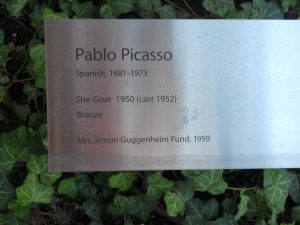 Pablo Picasso
Spanish, 1881–1973
She-Goat 1950 (cast 1952)
Bronze
Mrs. Simon Guggenheim Fund, 1959